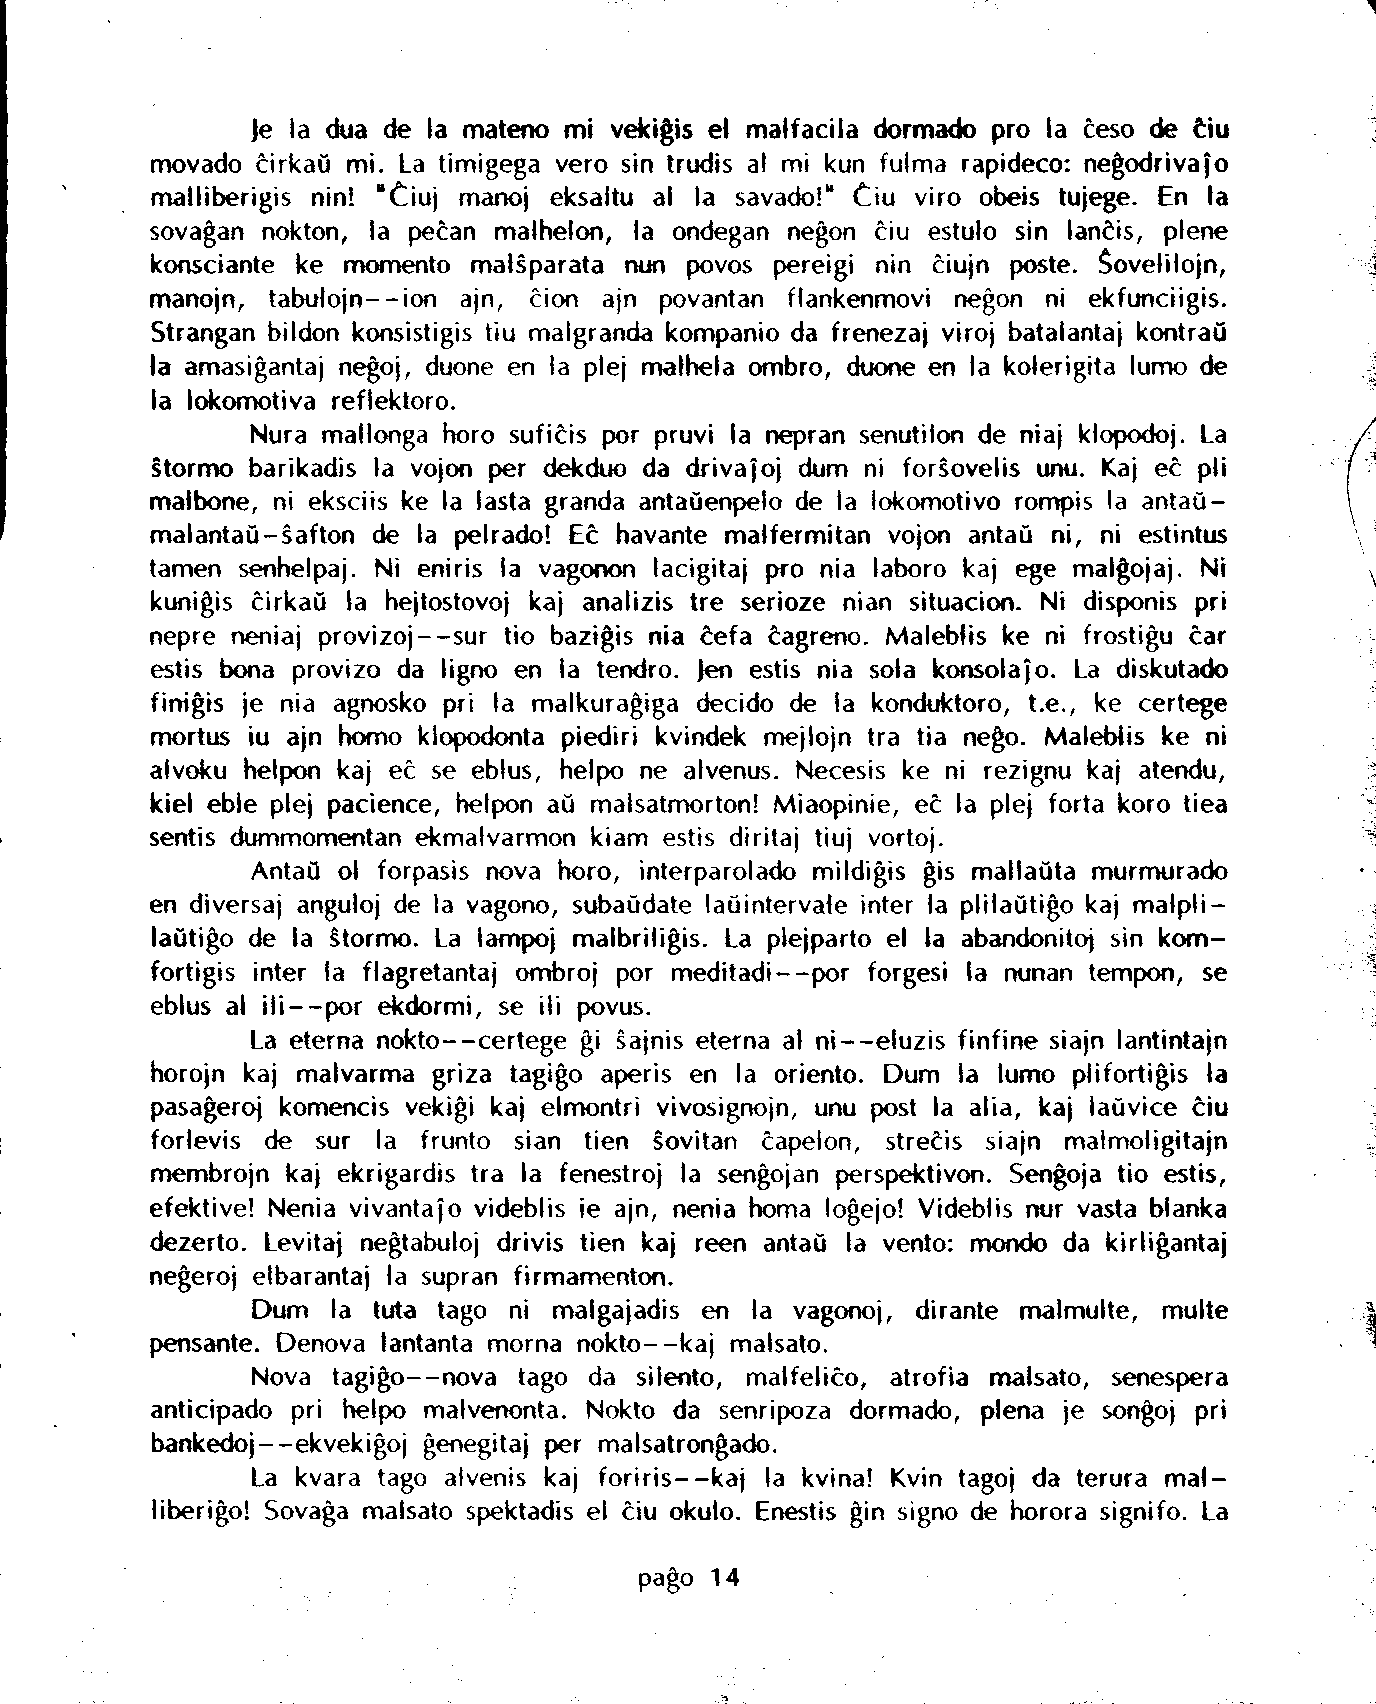 Je la dua de la mateno mi vekiĝis el malfacila dormado pro la ĉeso de ĉiu
movado ĉirkaŭ mi. La timigega vero sin trudis al mi kun fulma rapideco: neĝodrivaĵo
malliberigis nin! "Ĉiuj manoj eksaltu al la savado!" Ĉiu viro obeis tujege. En la
sovaĝan nokton, la peĉan malhelon, la ondegan neĝon ĉiu estulo sin lanĉis, plene
konsciante ke momento malŝparata nun povos pereigi nin ĉiujn poste. Ŝovelilojn,
manojn, tabulojn--ion ajn, ĉion ajn povantan flankenmovi neĝon ni ekfunciigis.
Strangan bildon konsistigis tiu malgranda kompanio da frenezaj viroj batalantaj kontraŭ
la amasiĝantaj neĝoj, duone en la plej malhela ombro, duone en la kolerigita lumo de
la lokomotiva reflektoro.
Nura mallonga horo sufiĉis por pruvi la nepran senutilon de niaj klopodoj. La
ŝtormo barikadis la vojon per dekduo da drivaĵoj dum ni forŝovelis unu. Kaj eĉ pli
malbone, ni eksciis ke la lasta granda antaŭenpelo de la lokomotivo rompis la antaŭ-
malantaŭ-ŝafton de la pelrado! Eĉ havante malfermitan vojon antaŭ ni, ni estintus
tamen senhelpaj. Ni eniris la vagonon lacigitaj pro nia laboro kaj ege malĝojaj. Ni
kuniĝis ĉirkaŭ la hejtostovoj kaj analizis tre serioze nian situacion. Ni disponis pri
nepre neniaj provizoj--sur tio baziĝis nia ĉefa ĉagreno. Maleblis ke ni frostiĝu ĉar
estis bona provizo da ligno en la tendro. Jen estis nia sola konsolaĵo. La diskutado
finiĝis je nia agnosko pri la malkuraĝiga decido de la konduktoro, t.e., ke certege
mortus iu ajn homo klopodonta piediri kvindek mejlojn tra tia neĝo. Maleblis ke ni
alvoku helpon kaj eĉ se eblus, helpo ne alvenus. Necesis ke ni rezignu kaj atendu,
kiel eble plej pacience, helpon aŭ malsatmorton! Miaopinie, eĉ la plej forta koro tiea
sentis dummomentan ekmalvarmon kiam estis diritaj tiuj vortoj.
Antaŭ ol forpasis nova horo, interparolado mildiĝis ĝis mallaŭta murmurado
en diversaj anguloj de la vagono, subaŭdate laŭintervale inter la plilaŭtiĝo kaj malpli-
laŭtiĝo de la ŝtormo. La lampoj malbriliĝis. La plejparto el la abandonitoj sin kom-
fortigis inter la flagretantaj ombroj por meditadi--por forgesi la nunan tempon, se
eblus al ili--por ekdormi, se ili povus.
La eterna nokto--certege ĝi ŝajnis eterna al ni--eluzis finfine siajn lantintajn
horojn kaj malvarma griza tagiĝo aperis en la oriento. Dum la lumo plifortiĝis la
pasaĝeroj komencis vekiĝi kaj elmontri vivosignojn, unu post la alia, kaj laŭvice ĉiu
forlevis de sur la frunto sian tien ŝovitan ĉapelon, streĉis siajn malmoligitajn
membrojn kaj ekrigardis tra la fenestroj la senĝojan perspektivon. Senĝoja tio estis,
efektive! Nenia vivantaĵo videblis ie ajn, nenia homa loĝejo! Videblis nur vasta blanka
dezerto. Levitaj neĝtabuloj drivis tien kaj reen antaŭ la vento: mondo da kirliĝantaj
neĝeroj elbarantaj la supran firmamenton.
Dum la tuta tago ni malgajadis en la vagonoj, dirante malmulte, multe
pensante. Denova lantanta morna nokto--kaj malsato.
Nova tagiĝo--nova tago da silento, malfeliĉo, atrofia malsato, senespera
anticipado pri helpo malvenonta. Nokto da senripoza dormado, plena je sonĝoj pri
bankedoj--ekvekiĝoj ĝenegitaj per malsatronĝado.
La kvara tago alvenis kaj foriris--kaj la kvina! Kvin tagoj da terura mal-
liberiĝo! Sovaĝa malsato spektadis el ĉiu okulo. Enestis ĝin signo de horora signifo. La
paĝo 14